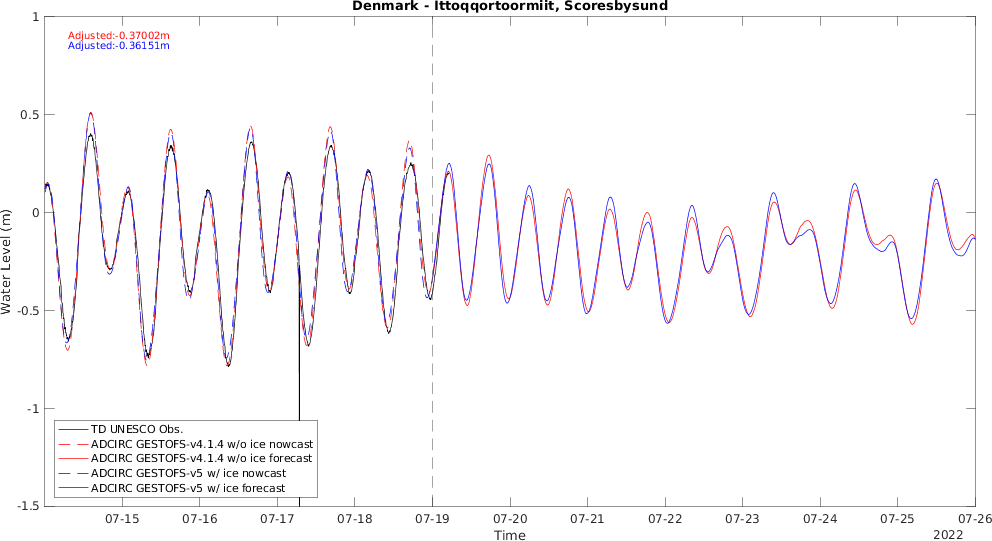 Denmark - Ittoqqortoormiit, Scoresbysund
Adjusted:-0.37002m
Adjusted:-0.36151m
1
0.5
0
-0.5
-1
-1.5
Water Level (m)
TD UNESCO Obs.
ADCIRC GESTOFS-v4.1.4 w/o ice nowcast
ADCIRC GESTOFS-v4.1.4 w/o ice forecast
ADCIRC GESTOFS-v5 w/ ice nowcast
ADCIRC GESTOFS-v5 w/ ice forecast
07-15 07-16 07-17 07-18 07-19 07-20 07-21 07-22 07-23 07-24 07-25 07-26
Time
2022